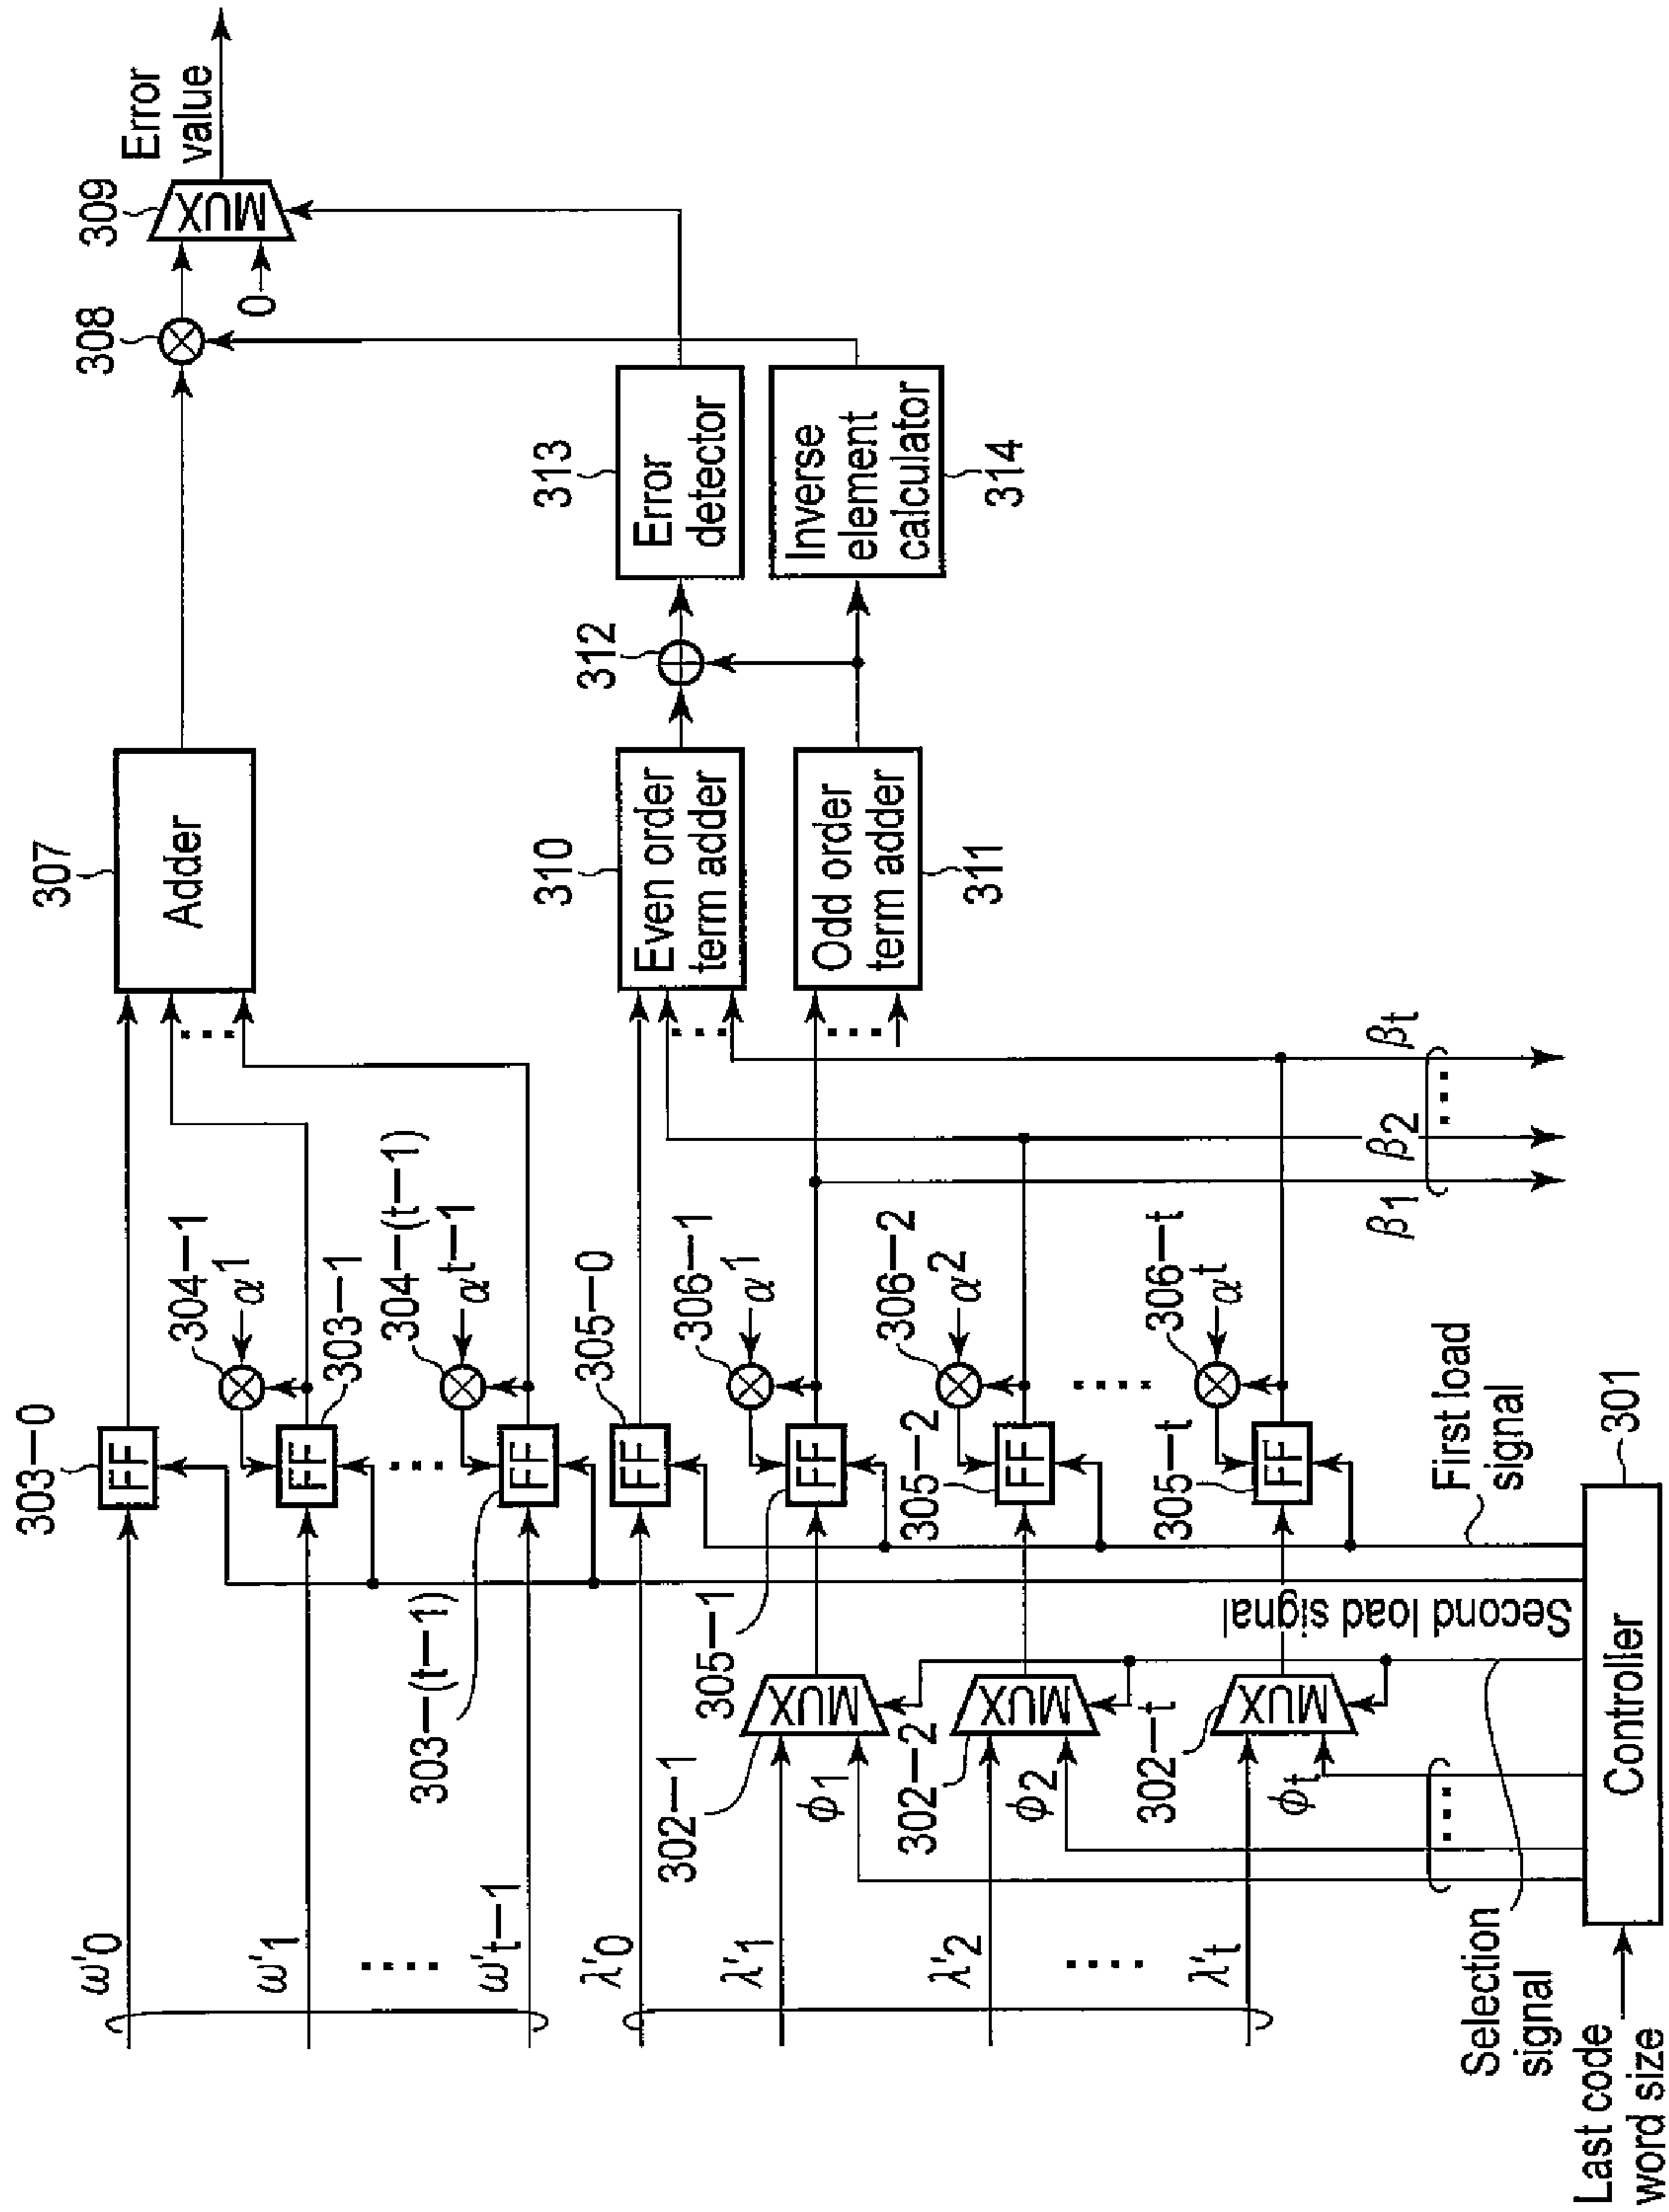 ω'0
ω'1
ω't—1
λ'0
λ'1
λ'2
λ't
303—0
FF
304—1
α1
FF
303—1
304—(t—1)
αt—1
FF
303—(t—1)
305—0
FF
306—1
α1
FF
305—1
306—2
α2
FF
305—2
306—t
αt
FF
305—t
302—1
MUX
ϕ1
302—2
MUX
ϕ2
302—t
MUX
ϕt
307
Adder
310
Even order
term adder
Odd order
term adder
311
312
313
Error
detector
Inverse
element
calculator
314
308
0
309
MUX
Error
value
β1
β2
βt
First load
signal
Second load signal
Selection
signal
Controller
301
Last code
word size